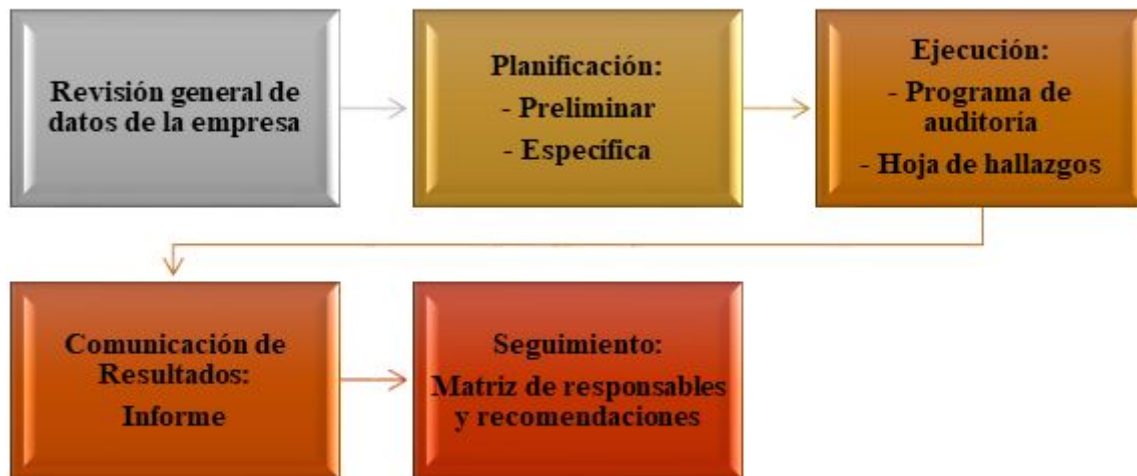 Revisión general de
datos de la empresa
Planificación:
- Preliminar
- Específica
Ejecución:
- Programa de
auditoría
- Hoja de hallazgos
Comunicación de
Resultados:
Informe
Seguimiento:
Matriz de responsables
y recomendaciones